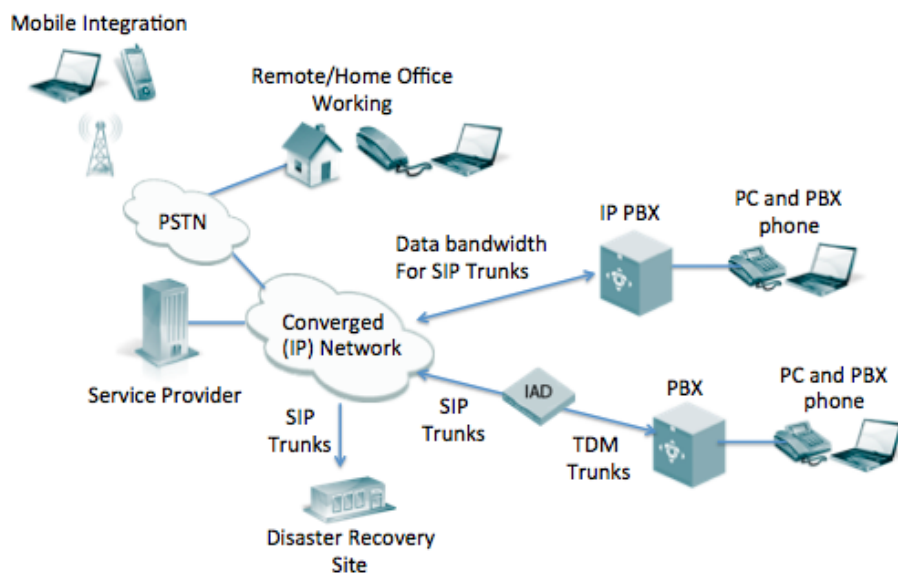 Mobile Integration
Remote/Home Office
Working
PSTN
IP PBX
PC and PBX
phone
Data bandwidth
For SIP Trunks
Converged
(IP) Network
Service Provider
SIP
Trunks
SIP
Trunks
IAD
TDM
Trunks
PBX
PC and PBX
phone
Disaster Recovery
Site